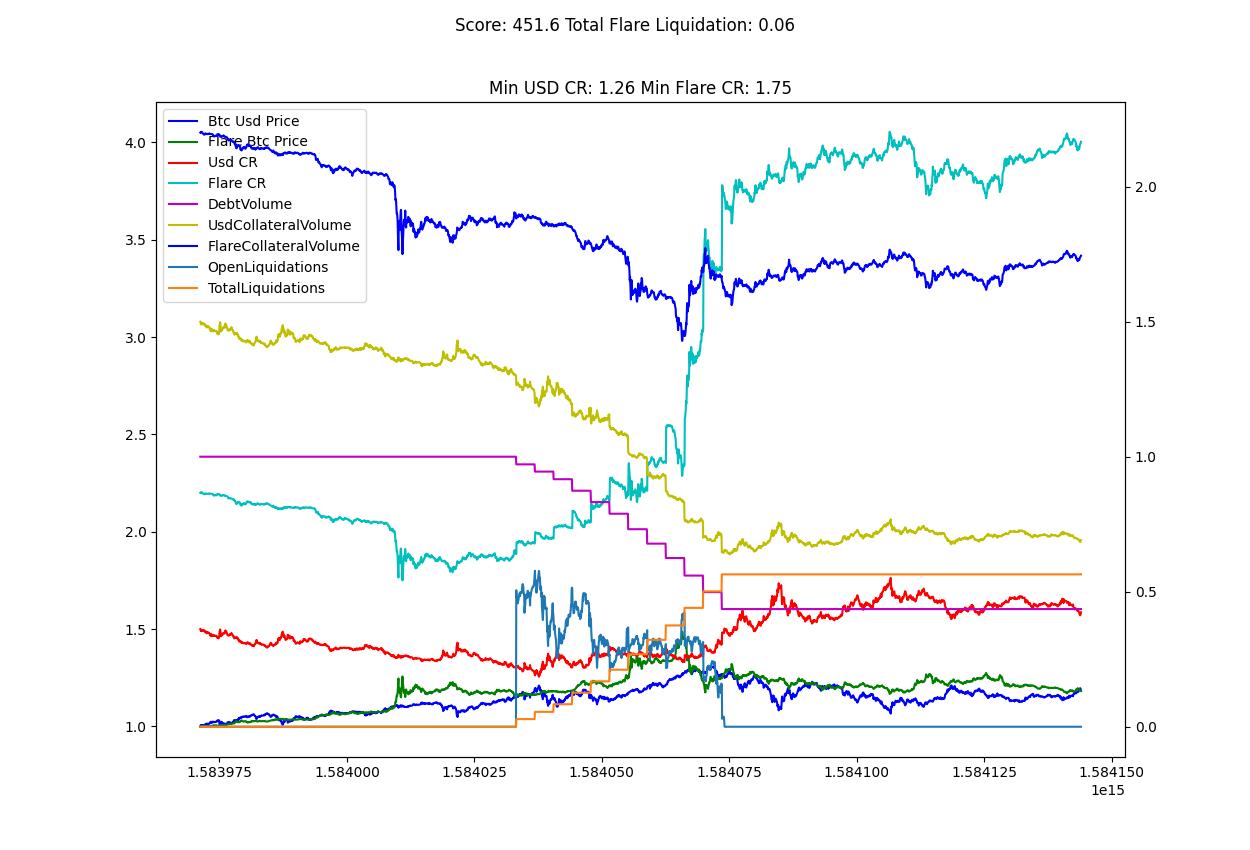 Score: 451.6 Total Flare Liquidation: 0.06
Min USD CR: 1.26 Min Flare CR: 1.75
Btc Usd Price
Flare Btc Price
Usd CR
Flare CR
DebtVolume
UsdCollateralVolume
FlareCollateralVolume
OpenLiquidations
TotalLiquidations
4.0
3.5
3.0
2.5
2.0
1.5
1.0
2.0
1.5
1.0
0.5
0.0
1.583975 1.584000 1.584025 1.584050 1.584075 1.584100 1.584125 1.584150
1e15